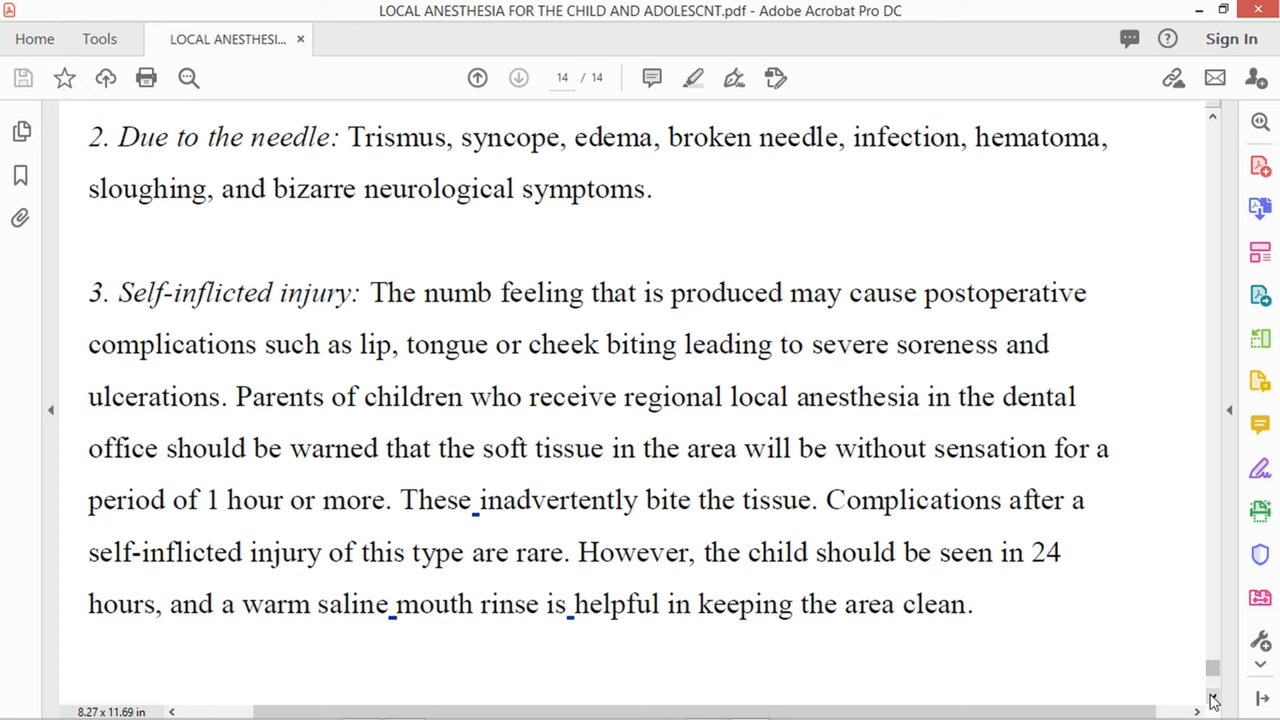 LOCAL ANESTHESIA FOR THE CHILD AND ADOLESCNT.pdf - Adobe Acrobat Pro DC
Home Tools LOCAL ANESTHESI... × Sign In
14 / 14
2. Due to the needle: Trismus, syncope, edema, broken needle, infection, hematoma,
sloughing, and bizarre neurological symptoms.
3. Self-inflicted injury: The numb feeling that is produced may cause postoperative
complications such as lip, tongue or cheek biting leading to severe soreness and
ulcerations. Parents of children who receive regional local anesthesia in the dental
office should be warned that the soft tissue in the area will be without sensation for a
period of 1 hour or more. These inadvertently bite the tissue. Complications after a
self-inflicted injury of this type are rare. However, the child should be seen in 24
hours, and a warm saline mouth rinse is helpful in keeping the area clean.
8.27 x 11.69 in